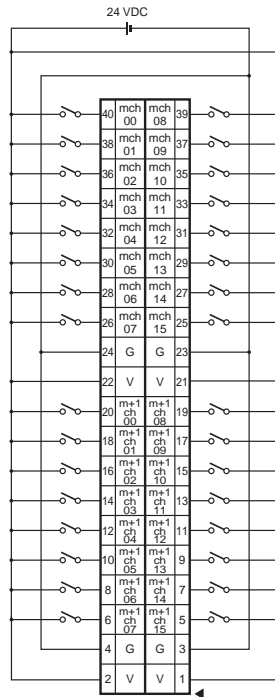 24 VDC
40 mch 00 mch 08 39
38 mch 01 mch 09 37
36 mch 02 mch 10 35
34 mch 03 mch 11 33
32 mch 04 mch 12 31
30 mch 05 mch 13 29
28 mch 06 mch 14 27
26 mch 07 mch 15 25
24 G G 23
22 V V 21
20 m+1 ch 00 m+1 ch 08 19
18 m+1 ch 01 m+1 ch 09 17
16 m+1 ch 02 m+1 ch 10 15
14 m+1 ch 03 m+1 ch 11 13
12 m+1 ch 04 m+1 ch 12 11
10 m+1 ch 05 m+1 ch 13 9
8 m+1 ch 06 m+1 ch 14 7
6 m+1 ch 07 m+1 ch 15 5
4 G G 3
2 V V 1